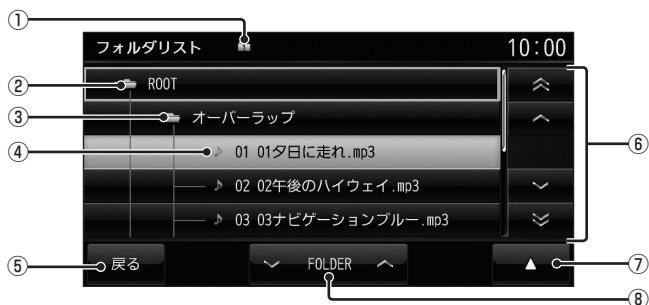 ①
フォルダリスト 10:00
② ROOT
③ オーバーラップ
⑥
④ 01 01夕日に走れ.mp3
02 02午後のハイウェイ.mp3
03 03ナビゲーションブルー.mp3
⑤ 戻る FOLDER ▲ ⑦
⑧